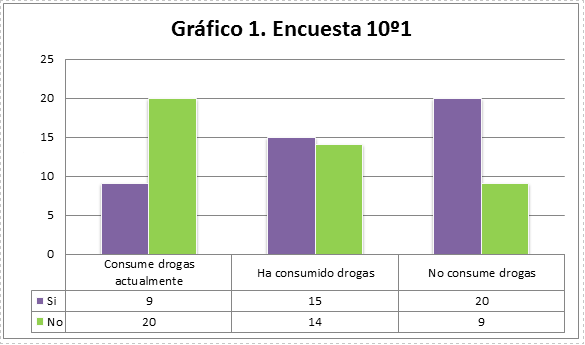 Gráfico 1. Encuesta 10º1
25
20
15
10
5
0
Consume drogas
actualmente
Ha consumido drogas
No consume drogas
Si 9 15 20
No 20 14 9